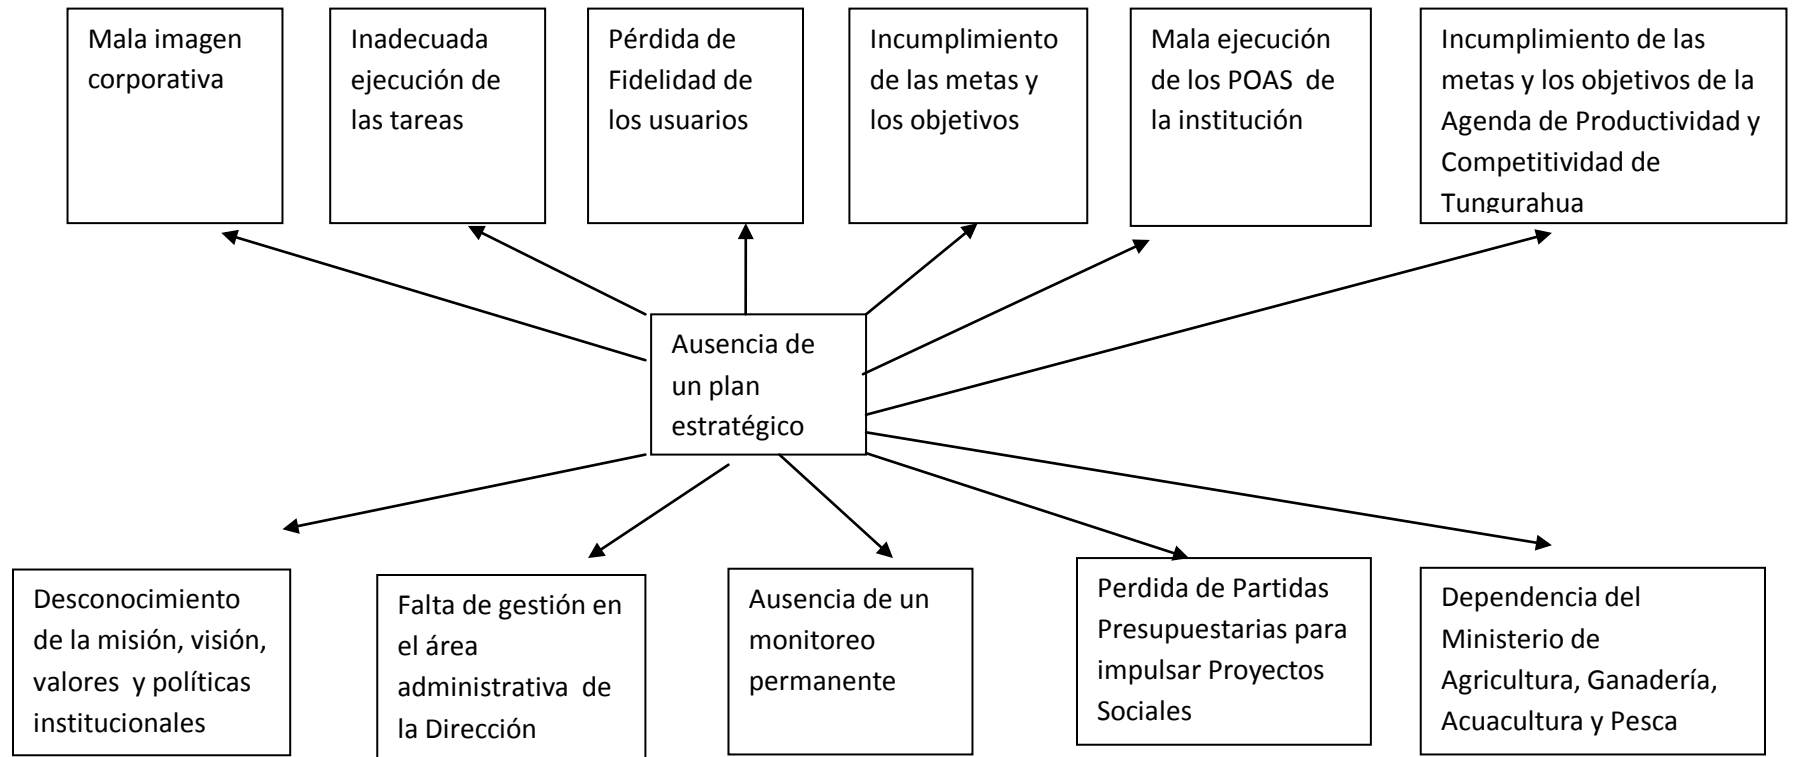 Mala imagen
corporativa
Inadecuada
ejecución de
las tareas
Pérdida de
Fidelidad de
los usuarios
Incumplimiento
de las metas y
los objetivos
Mala ejecución
de los POAS  de
la institución
Incumplimiento de las
metas y los objetivos de la
Agenda de Productividad y
Competitividad de
Tungurahua
Ausencia de
un plan
estratégico
Desconocimiento
de la misión, visión,
valores  y políticas
institucionales
Falta de gestión en
el área
administrativa  de
la Dirección
Ausencia de un
monitoreo
permanente
Perdida de Partidas
Presupuestarias para
impulsar Proyectos
Sociales
Dependencia del
Ministerio de
Agricultura, Ganadería,
Acuacultura y Pesca